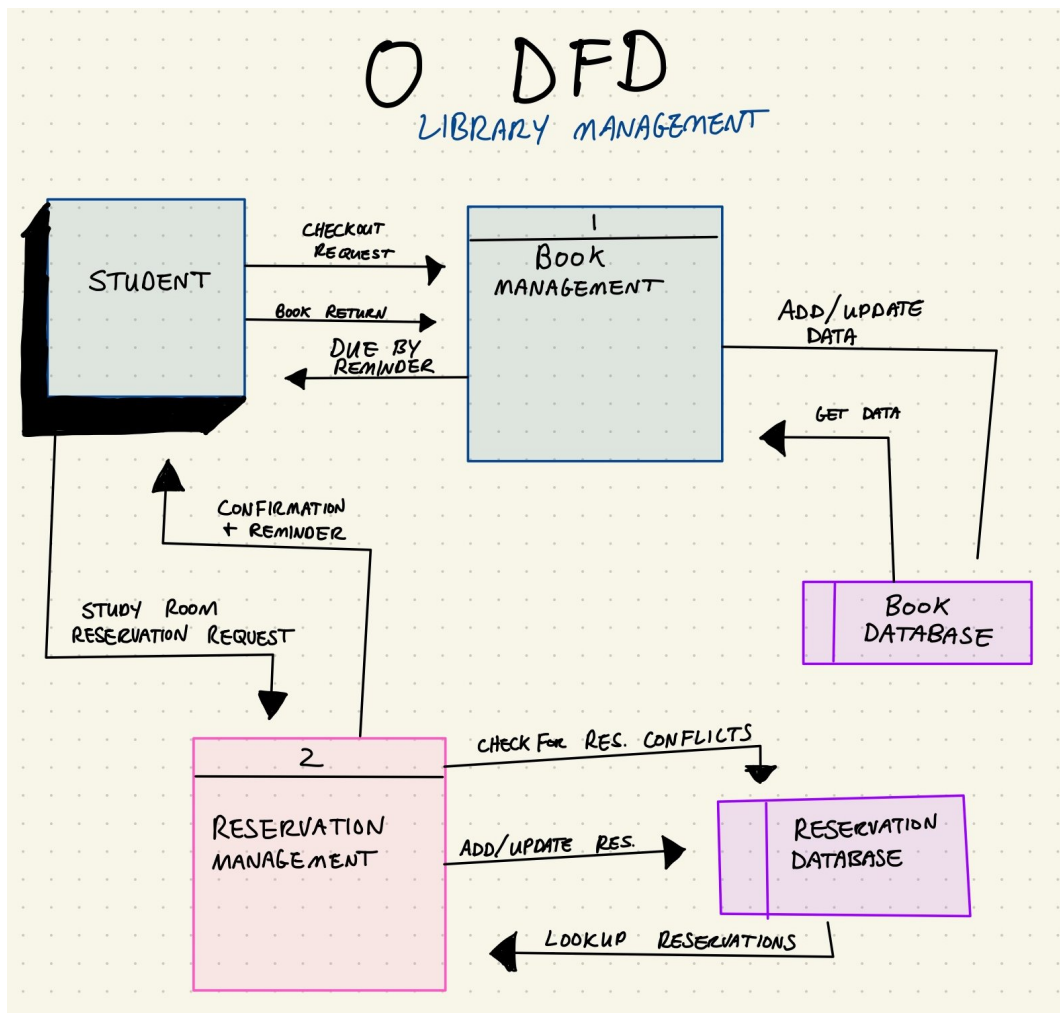 O DFD
LIBRARY MANAGEMENT
STUDENT
CHECKOUT
REQUEST
BOOK RETURN
DUE BY
REMINDER
1
BOOK
MANAGEMENT
ADD/UPDATE
DATA
GET DATA
BOOK
DATABASE
CONFIRMATION
+ REMINDER
STUDY ROOM
RESERVATION REQUEST
2
RESERVATION
MANAGEMENT
CHECK FOR RES. CONFLICTS
ADD/UPDATE RES.
LOOKUP RESERVATIONS
RESERVATION
DATABASE